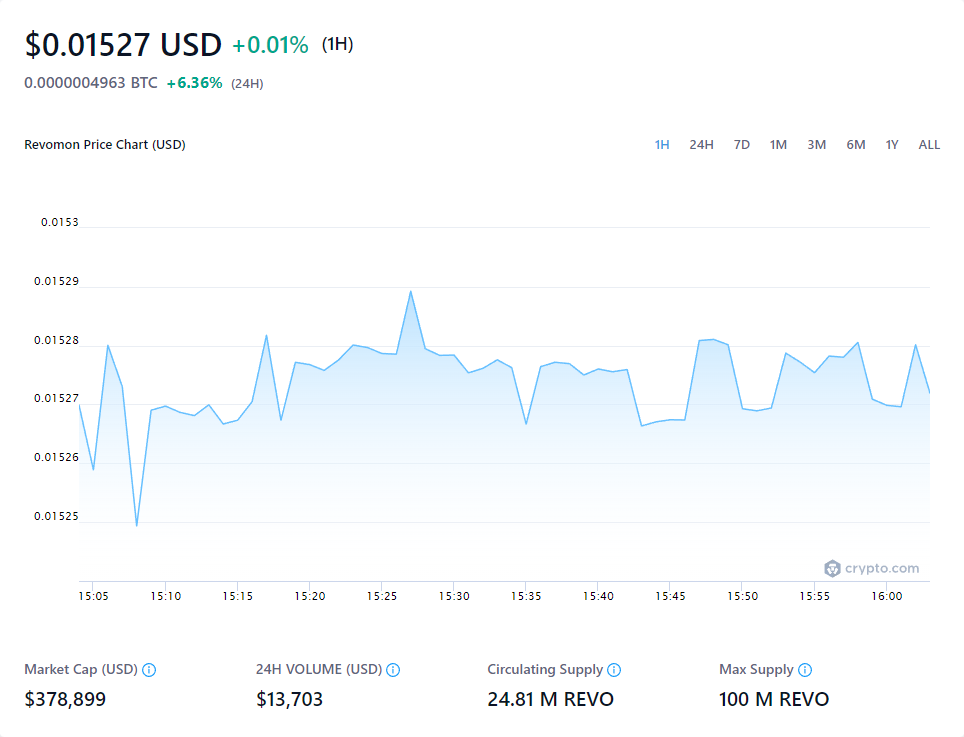 $0.01527 USD +0.01% (1H)
0.0000004963 BTC +6.36% (24H)
Revomon Price Chart (USD)
1H 24H 7D 1M 3M 6M 1Y ALL
0.0153
0.01529
0.01528
0.01527
0.01526
0.01525
crypto.com
15:05 15:10 15:15 15:20 15:25 15:30 15:35 15:40 15:45 15:50 15:55 16:00
Market Cap (USD) 24H VOLUME (USD) Circulating Supply Max Supply
$378,899 $13,703 24.81 M REVO 100 M REVO